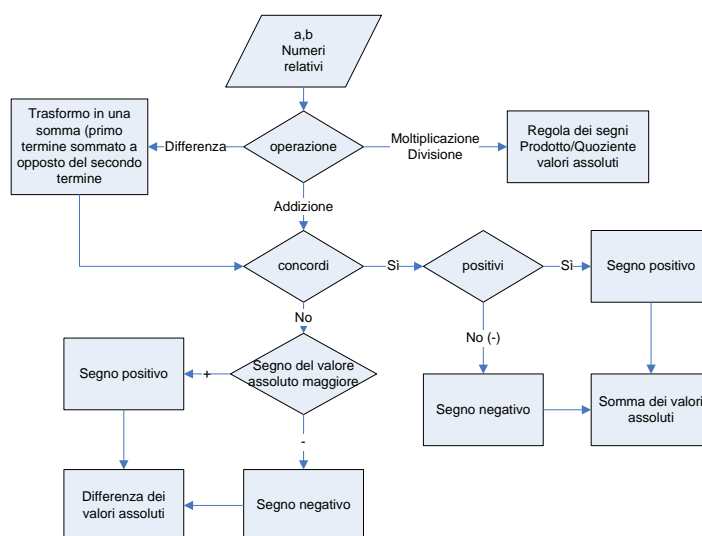 a,b
Numeri
relativi
Trasformo in una
somma (primo
termine sommato a
opposto del secondo
termine
Differenza
operazione
Moltiplicazione
Divisione
Regola dei segni
Prodotto/Quoziente
valori assoluti
Addizione
concordi
Sì
positivi
Sì
Segno positivo
No
No (-)
Segno positivo
+
Segno del valore
assoluto maggiore
Segno negativo
Somma dei valori
assoluti
-
Differenza dei
valori assoluti
Segno negativo